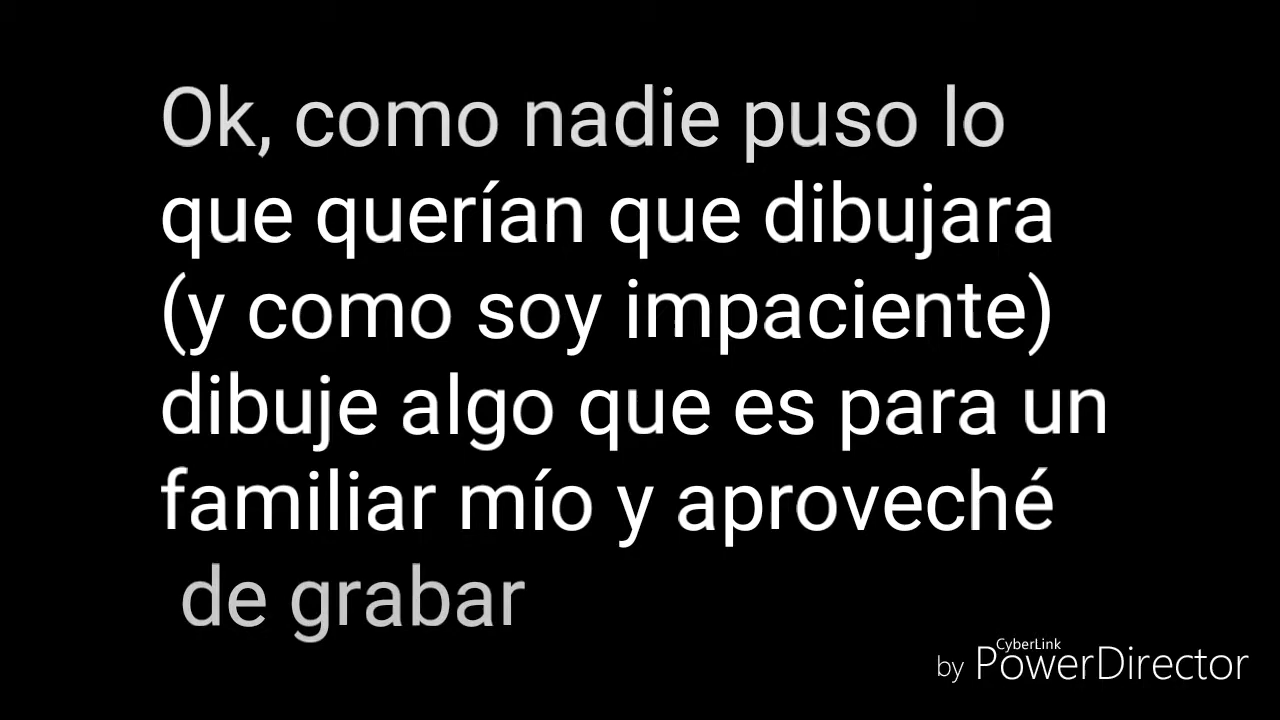 Ok, como nadie puso lo
que querían que dibujara
(y como soy impaciente)
dibuje algo que es para un
familiar mío y aproveché
de grabar
CyberLink
by PowerDirector